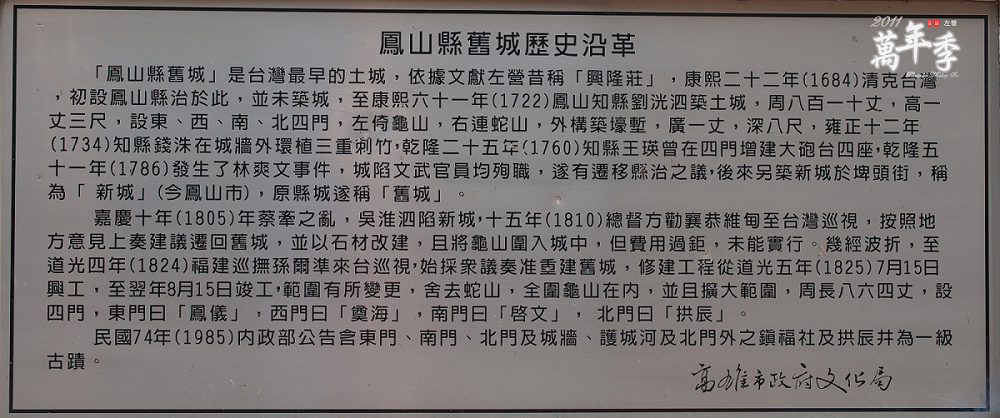 2011 3Q 左營
萬年季
鳳山縣舊城歷史沿革
「鳳山縣舊城」是台灣最早的土城，依據文獻左營昔稱「興隆莊」，康熙二十二年(1684)清克台灣
，初設鳳山縣治於此，並未築城，至康熙六十一年(1722)鳳山知縣劉洸泗築土城，周八百一十丈，高一
丈三尺，設東、西、南、北四門，左倚龜山，右連蛇山，外構築壕塹，廣一丈，深八尺，雍正十二年
(1734)知縣錢洙在城牆外環植三重刺竹，乾隆二十五年(1760)知縣王瑛曾在四門增建大砲台四座，乾隆五
十一年(1786)發生了林爽文事件，城陷文武官員均殉職，遂有遷移縣治之議，後來另築新城於埤頭街，稱
為「 新城」(今鳳山市)，原縣城遂稱「舊城」。
嘉慶十年(1805)年蔡牽之亂，吳淮泗陷新城，十五年(1810)總督方勸襄恭維甸至台灣巡視，按照地
方意見上奏建議遷回舊城，並以石材改建，且將龜山圍入城中，但費用過鉅，未能實行。幾經波折，至
道光四年(1824)福建巡撫孫爾準來台巡視，始採眾議奏准重建舊城，修建工程從道光五年(1825)7月15日
興工，至翌年8月15日竣工，範圍有所變更，舍去蛇山，全圍龜山在內，並且擴大範圍，周長八六四丈，設
四門，東門曰「鳳儀」，西門曰「奠海」，南門曰「啓文」， 北門曰「拱辰」。
民國74年(1985)內政部公告含東門、南門、北門及城牆、護城河及北門外之鎮福社及拱辰井為一級
古蹟。
高雄市政府文化局